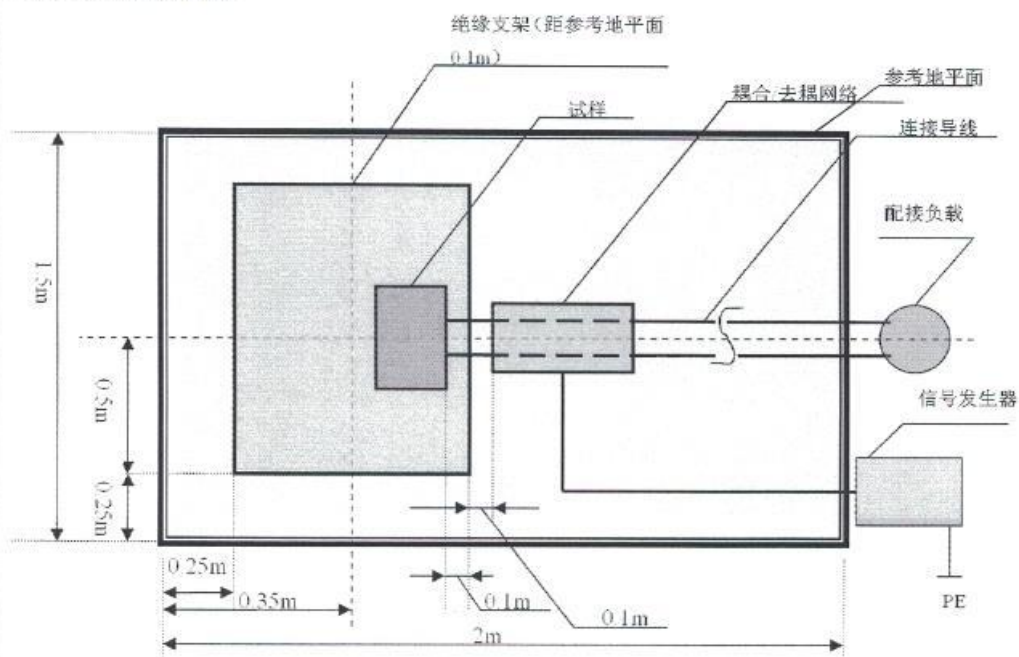 绝缘支架（距参考地平面
0.1m）
参考地平面
耦合/去耦网络
试样
连接导线
配接负载
1.5m
0.5m
信号发生器
0.25m
0.25m
0.35m
0.1m
0.1m
PE
2m